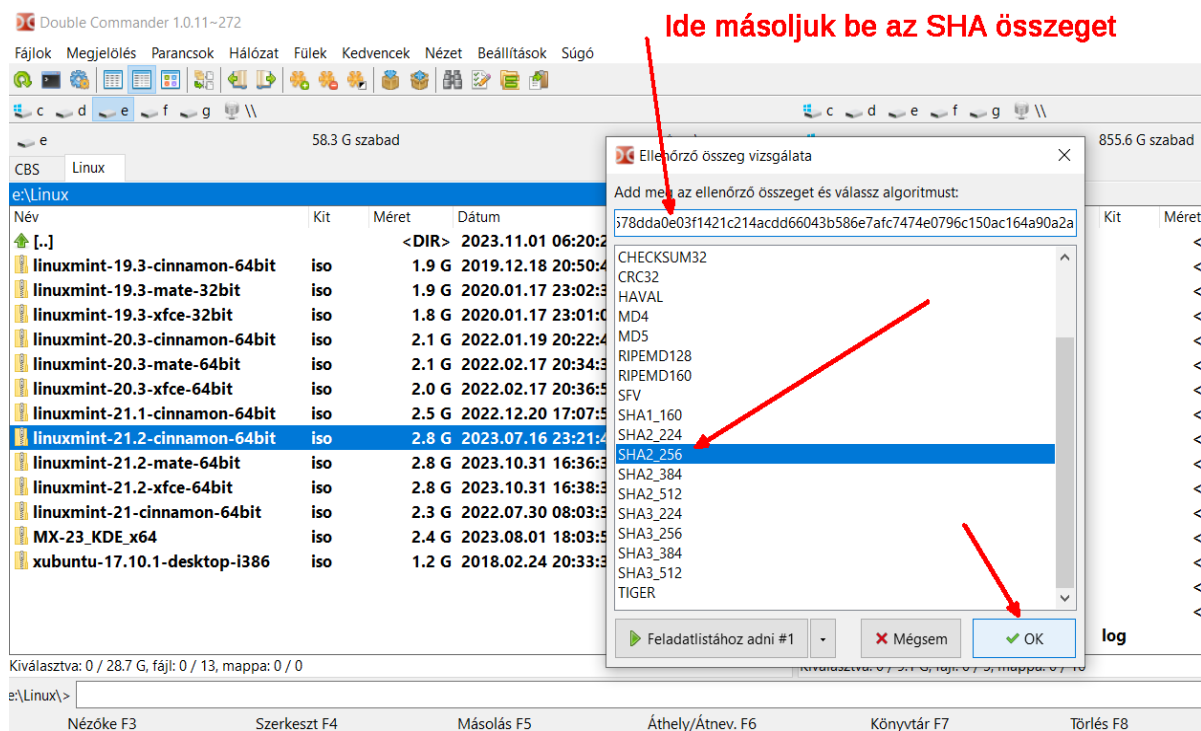 Double Commander 1.0.11~272
Ide másoljuk be az SHA összeget
Fájlok Megjelölés Parancsok Hálózat Fülek Kedvencek Nézet Beállítások Súgó
c d e f g \\ c d e f g \\
e 58.3 G szabad 855.6 G szabad
CBS Linux
e:\Linux
Név Kit Méret Dátum Kit Méret
[..] <DIR> 2023.11.01 06:20:2
linuxmint-19.3-cinnamon-64bit iso 1.9 G 2019.12.18 20:50:4
linuxmint-19.3-mate-32bit iso 1.9 G 2020.01.17 23:02:3
linuxmint-19.3-xfce-32bit iso 1.8 G 2020.01.17 23:01:0
linuxmint-20.3-cinnamon-64bit iso 2.1 G 2022.01.19 20:22:4
linuxmint-20.3-mate-64bit iso 2.1 G 2022.02.17 20:34:3
linuxmint-20.3-xfce-64bit iso 2.0 G 2022.02.17 20:36:5
linuxmint-21.1-cinnamon-64bit iso 2.5 G 2022.12.20 17:07:5
linuxmint-21.2-cinnamon-64bit iso 2.8 G 2023.07.16 23:21:4
linuxmint-21.2-mate-64bit iso 2.8 G 2023.10.31 16:36:3
linuxmint-21.2-xfce-64bit iso 2.8 G 2023.10.31 16:38:3
linuxmint-21-cinnamon-64bit iso 2.3 G 2022.07.30 08:03:3
MX-23_KDE_x64 iso 2.4 G 2023.08.01 18:03:5
xubuntu-17.10.1-desktop-i386 iso 1.2 G 2018.02.24 20:33:3
Ellenőrző összeg vizsgálata
Add meg az ellenőrző összeget és válassz algoritmust:
578dda0e03f1421c214acdd66043b586e7afc7474e0796c150ac164a90a2a
CHECKSUM32
CRC32
HAVAL
MD4
MD5
RIPEMD128
RIPEMD160
SFV
SHA1_160
SHA2_224
SHA2_256
SHA2_384
SHA2_512
SHA3_224
SHA3_256
SHA3_384
SHA3_512
TIGER
Feladatlistához adni #1 Mégsem OK
log
Kiválasztva: 0 / 28.7 G, fájl: 0 / 13, mappa: 0 / 0
e:\Linux\>
Nézőke F3 Szerkeszt F4 Másolás F5 Áthely/Átnev. F6 Könyvtár F7 Törlés F8